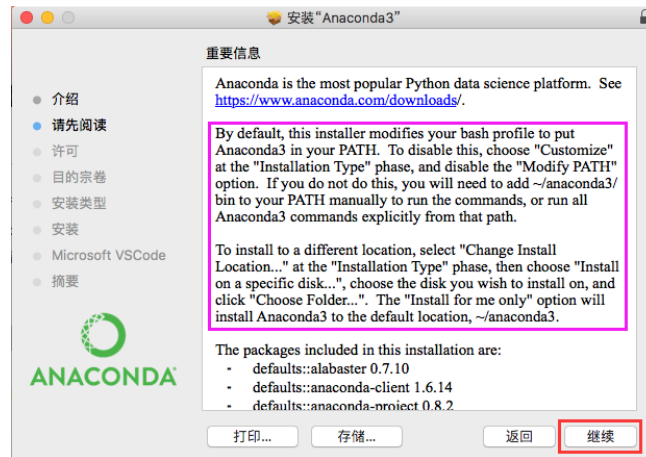 安装“Anaconda3”
重要信息
介绍
请先阅读
许可
目的宗卷
安装类型
安装
Microsoft VSCode
摘要
ANACONDA
Anaconda is the most popular Python data science platform.  See
https://www.anaconda.com/downloads/.
By default, this installer modifies your bash profile to put
Anaconda3 in your PATH.  To disable this, choose "Customize"
at the "Installation Type" phase, and disable the "Modify PATH"
option.  If you do not do this, you will need to add ~/anaconda3/
bin to your PATH manually to run the commands, or run all
Anaconda3 commands explicitly from that path.
To install to a different location, select "Change Install
Location..." at the "Installation Type" phase, then choose "Install
on a specific disk...", choose the disk you wish to install on, and
click "Choose Folder...".  The "Install for me only" option will
install Anaconda3 to the default location, ~/anaconda3.
The packages included in this installation are:
-    defaults::alabaster 0.7.10
-    defaults::anaconda-client 1.6.14
-    defaults::anaconda-project 0.8.2
打印...
存储...
返回
继续